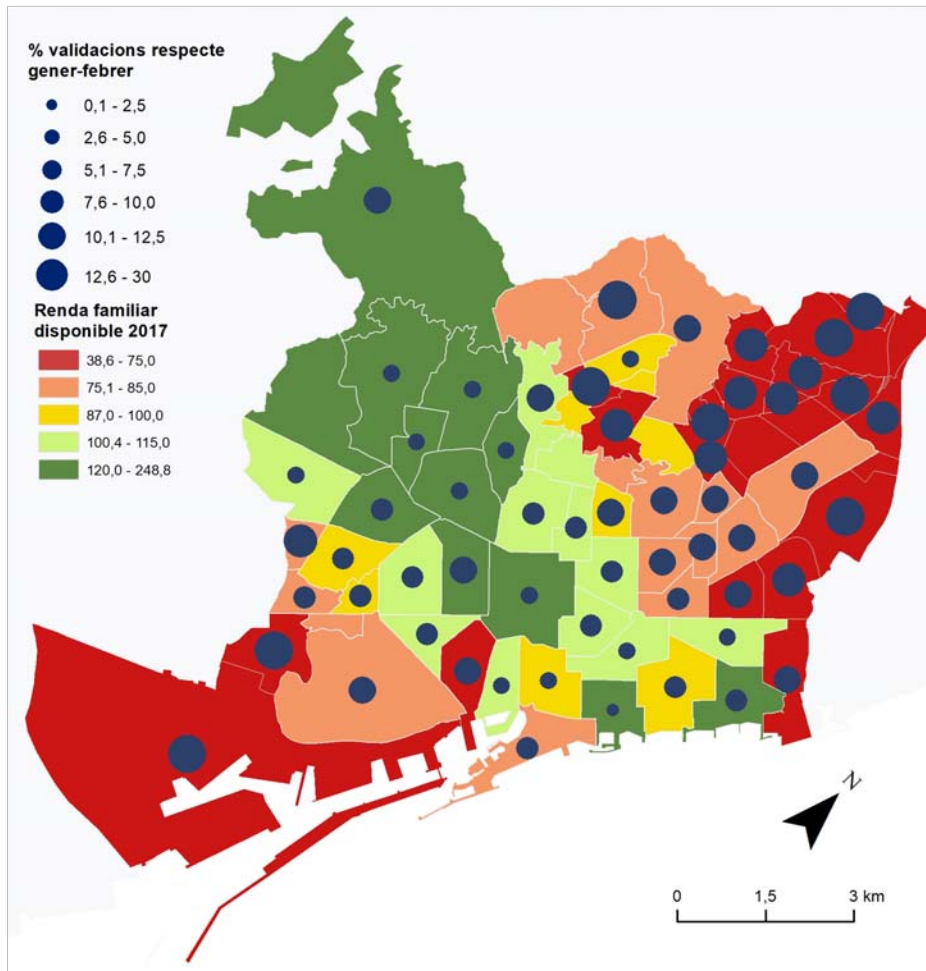 % validacions respecte
gener-febrer
0,1 - 2,5
2,6 - 5,0
5,1 - 7,5
7,6 - 10,0
10,1 - 12,5
12,6 - 30
Renda familiar
disponible 2017
38,6 - 75,0
75,1 - 85,0
87,0 - 100,0
100,4 - 115,0
120,0 - 248,8
N
0 1,5 3 km